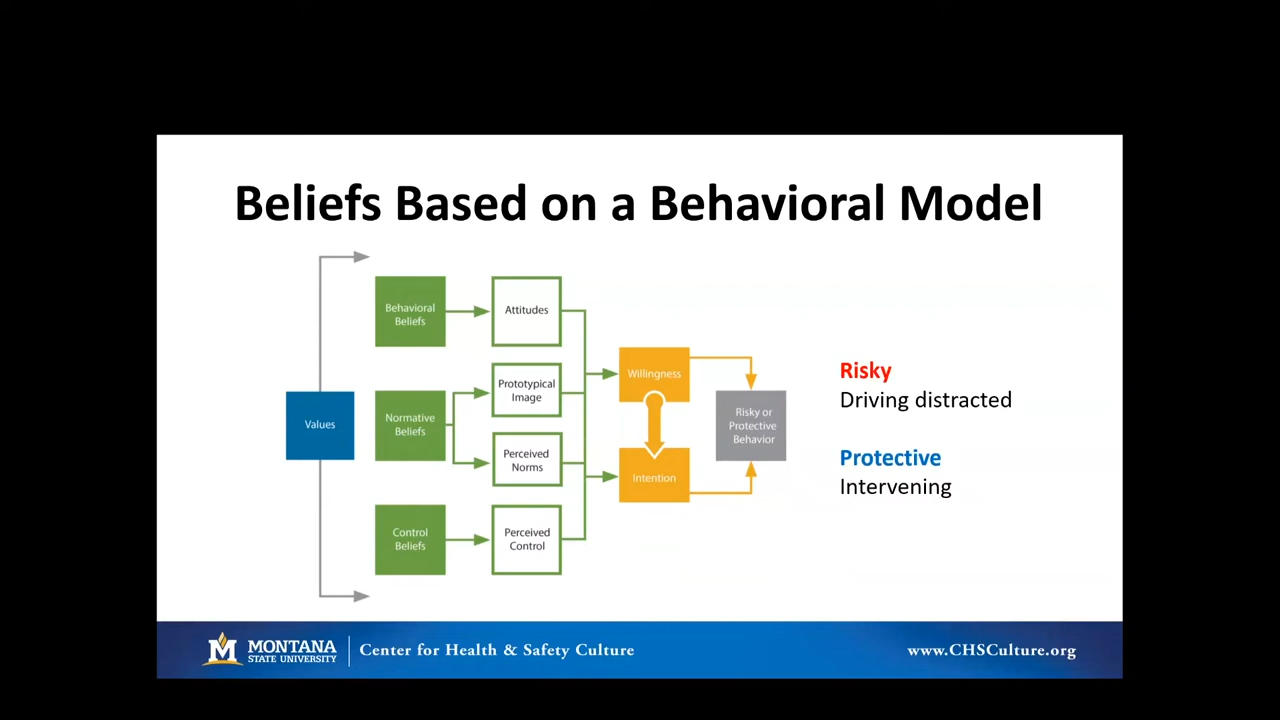 Beliefs Based on a Behavioral Model
Values
Behavioral
Beliefs
Normative
Beliefs
Control
Beliefs
Attitudes
Prototypical
Image
Perceived
Norms
Perceived
Control
Willingness
Intention
Risky or
Protective
Behavior
Risky
Driving distracted
Protective
Intervening
M
MONTANA
STATE UNIVERSITY
Center for Health & Safety Culture
www.CHSCulture.org